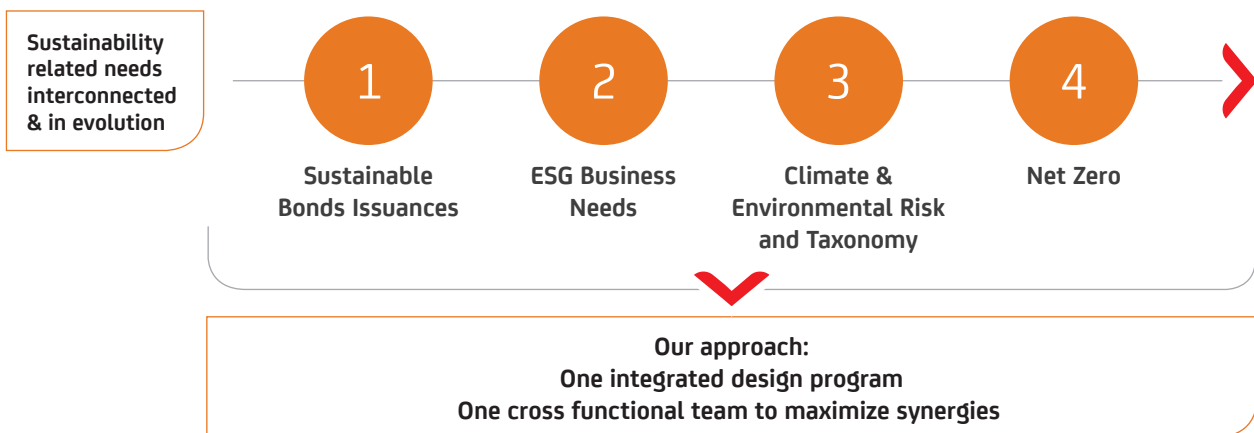 Sustainability
related needs
interconnected
& in evolution
1
2
3
4
Sustainable
Bonds Issuances
ESG Business
Needs
Climate &
Environmental Risk
and Taxonomy
Net Zero
Our approach:
One integrated design program
One cross functional team to maximize synergies